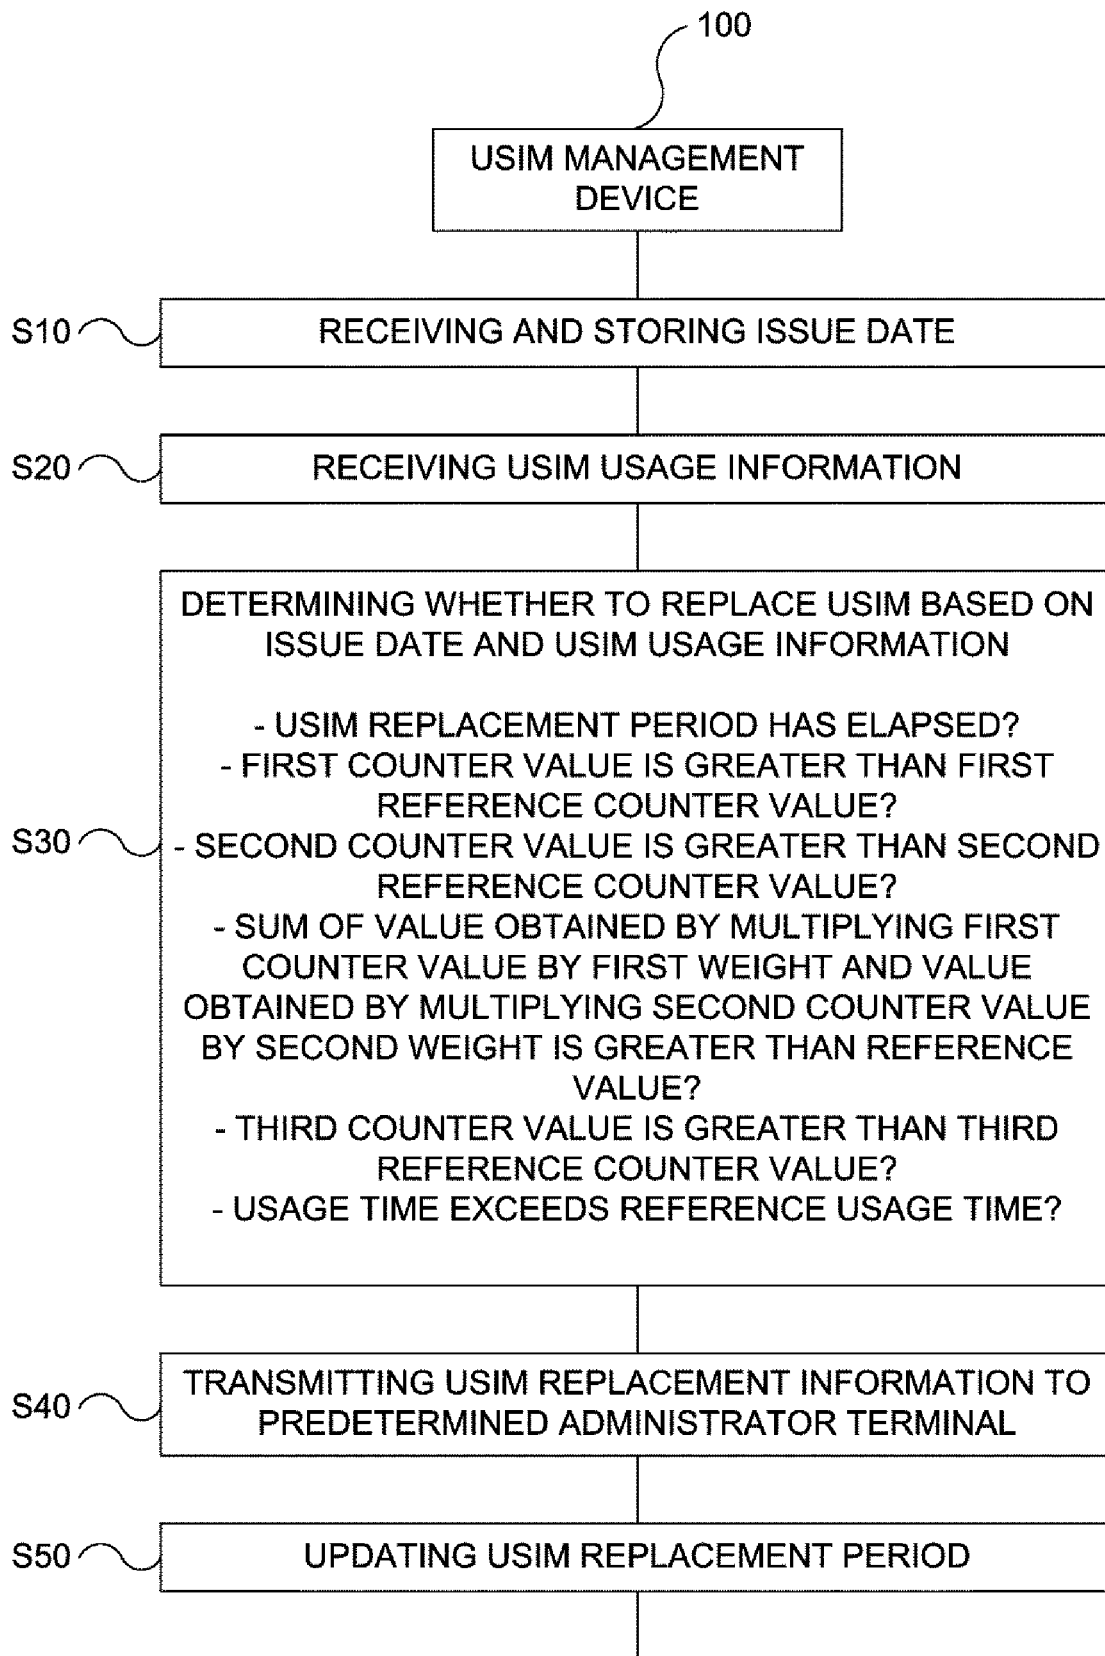 100
USIM MANAGEMENT
DEVICE
S10
RECEIVING AND STORING ISSUE DATE
S20
RECEIVING USIM USAGE INFORMATION
S30
DETERMINING WHETHER TO REPLACE USIM BASED ON
ISSUE DATE AND USIM USAGE INFORMATION
- USIM REPLACEMENT PERIOD HAS ELAPSED?
- FIRST COUNTER VALUE IS GREATER THAN FIRST
REFERENCE COUNTER VALUE?
- SECOND COUNTER VALUE IS GREATER THAN SECOND
REFERENCE COUNTER VALUE?
- SUM OF VALUE OBTAINED BY MULTIPLYING FIRST
COUNTER VALUE BY FIRST WEIGHT AND VALUE
OBTAINED BY MULTIPLYING SECOND COUNTER VALUE
BY SECOND WEIGHT IS GREATER THAN REFERENCE
VALUE?
- THIRD COUNTER VALUE IS GREATER THAN THIRD
REFERENCE COUNTER VALUE?
- USAGE TIME EXCEEDS REFERENCE USAGE TIME?
S40
TRANSMITTING USIM REPLACEMENT INFORMATION TO
PREDETERMINED ADMINISTRATOR TERMINAL
S50
UPDATING USIM REPLACEMENT PERIOD